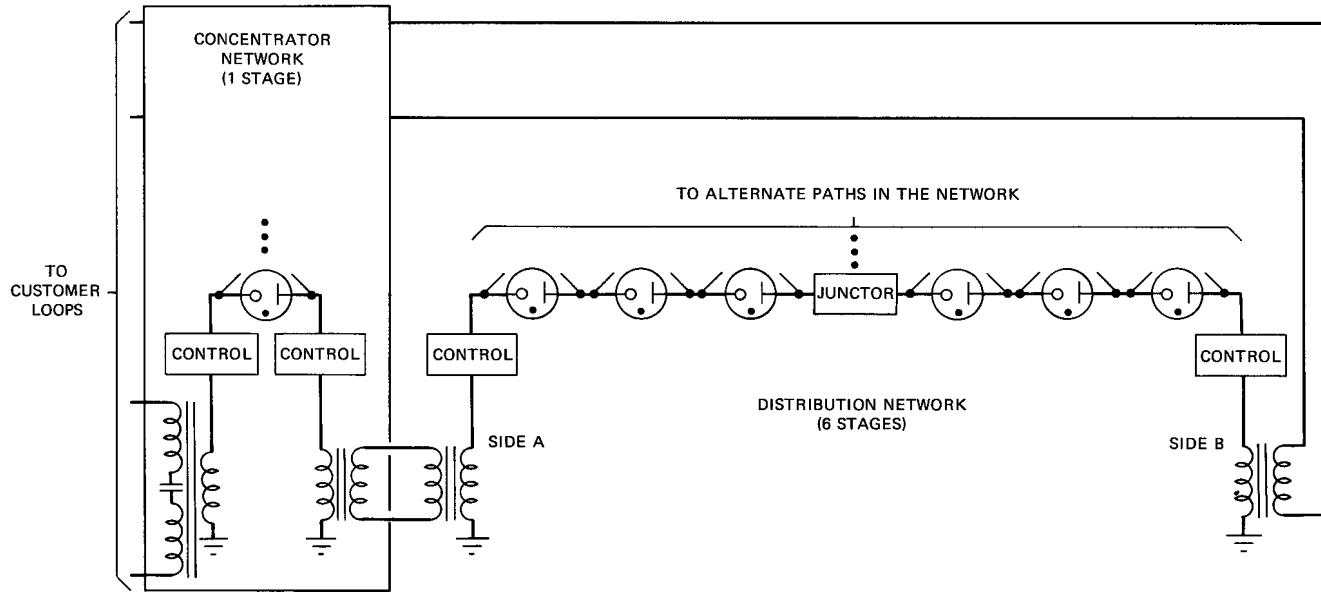 CONCENTRATOR
NETWORK
(1 STAGE)
TO ALTERNATE PATHS IN THE NETWORK
TO
CUSTOMER
LOOPS
JUNCTOR
CONTROL
CONTROL
CONTROL
CONTROL
DISTRIBUTION NETWORK
(6 STAGES)
SIDE A
SIDE B